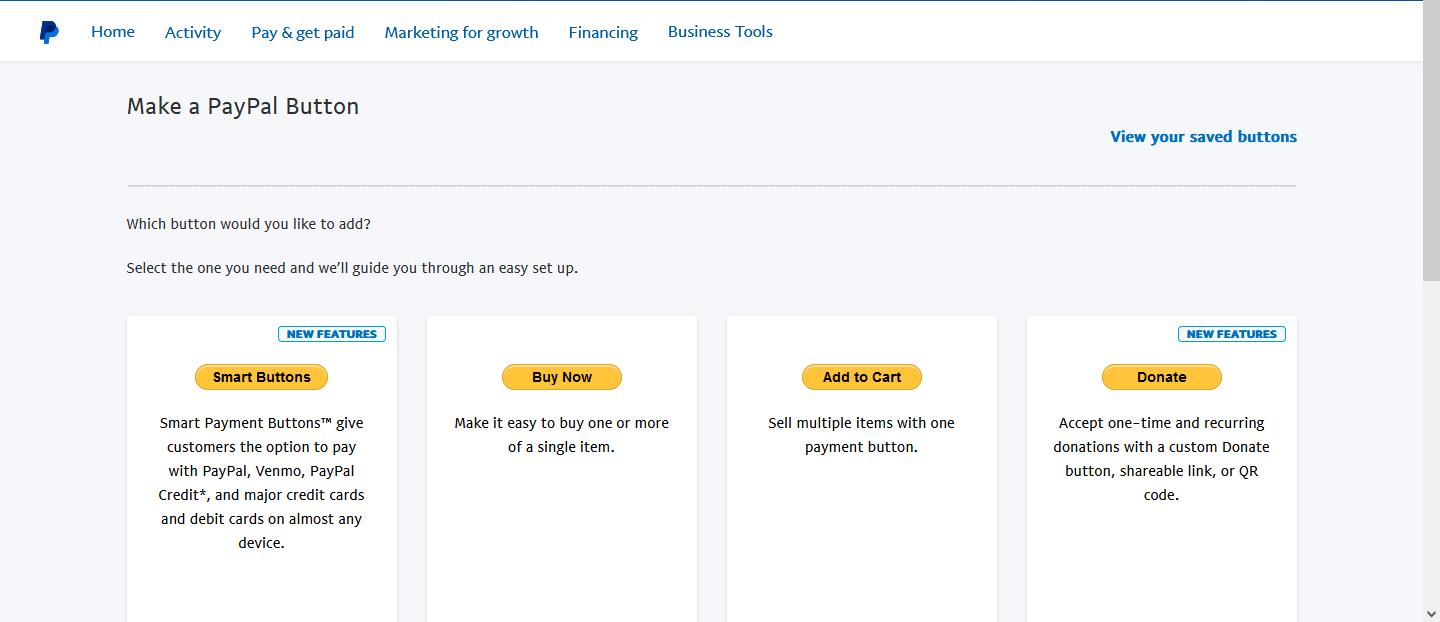 Home Activity Pay & get paid Marketing for growth Financing Business Tools
Make a PayPal Button
View your saved buttons
Which button would you like to add?
Select the one you need and we’ll guide you through an easy set up.
NEW FEATURES
Smart Buttons
Smart Payment Buttons™ give
customers the option to pay
with PayPal, Venmo, PayPal
Credit*, and major credit cards
and debit cards on almost any
device.
Buy Now
Make it easy to buy one or more
of a single item.
Add to Cart
Sell multiple items with one
payment button.
NEW FEATURES
Donate
Accept one-time and recurring
donations with a custom Donate
button, shareable link, or QR
code.